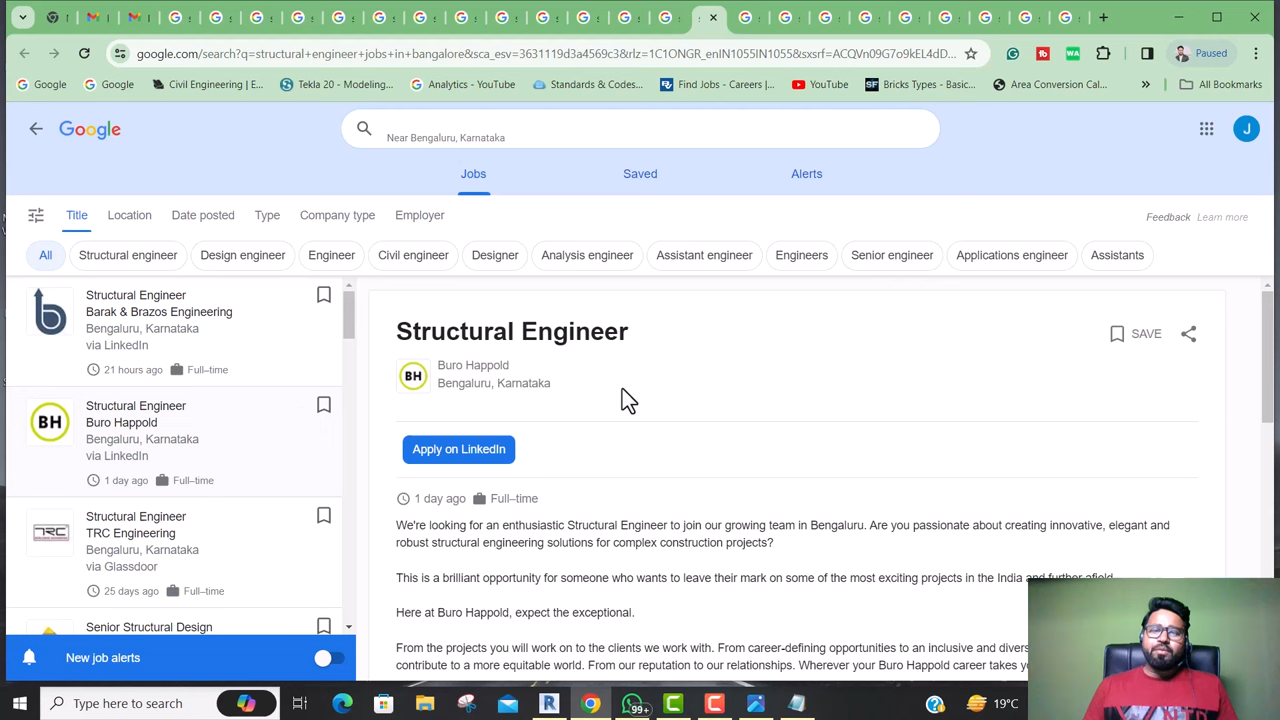 google.com/search?q=structural+engineer+jobs+in+bangalore&sca_esv=3631119d3a4569c3&rlz=1C1ONGR_enIN1055IN1055&sxsrf=ACQVn09G7o9kEL4dD...
Paused
Google
Google
Civil Engineering | E...
Tekla 20 - Modeling...
Analytics - YouTube
Standards & Codes...
Find Jobs - Careers |...
YouTube
SF
Bricks Types - Basic...
Area Conversion Cal...
»
All Bookmarks
Google
Near Bengaluru, Karnataka
J
Jobs
Saved
Alerts
Title
Location
Date posted
Type
Company type
Employer
Feedback
Learn more
All
Structural engineer
Design engineer
Engineer
Civil engineer
Designer
Analysis engineer
Assistant engineer
Engineers
Senior engineer
Applications engineer
Assistants
Structural Engineer
Barak & Brazos Engineering
Bengaluru, Karnataka
via LinkedIn
21 hours ago
Full–time
BH
Structural Engineer
Buro Happold
Bengaluru, Karnataka
via LinkedIn
1 day ago
Full–time
TRC
Structural Engineer
TRC Engineering
Bengaluru, Karnataka
via Glassdoor
25 days ago
Full–time
Senior Structural Design
New job alerts
Structural Engineer
SAVE
BH
Buro Happold
Bengaluru, Karnataka
Apply on LinkedIn
1 day ago
Full–time
We're looking for an enthusiastic Structural Engineer to join our growing team in Bengaluru. Are you passionate about creating innovative, elegant and
robust structural engineering solutions for complex construction projects?
This is a brilliant opportunity for someone who wants to leave their mark on some of the most exciting projects in the India and further afield.
Here at Buro Happold, expect the exceptional.
From the projects you will work on to the clients we work with. From career-defining opportunities to an inclusive and divers
contribute to a more equitable world. From our reputation to our relationships. Wherever your Buro Happold career takes yo
Type here to search
99+
19°C